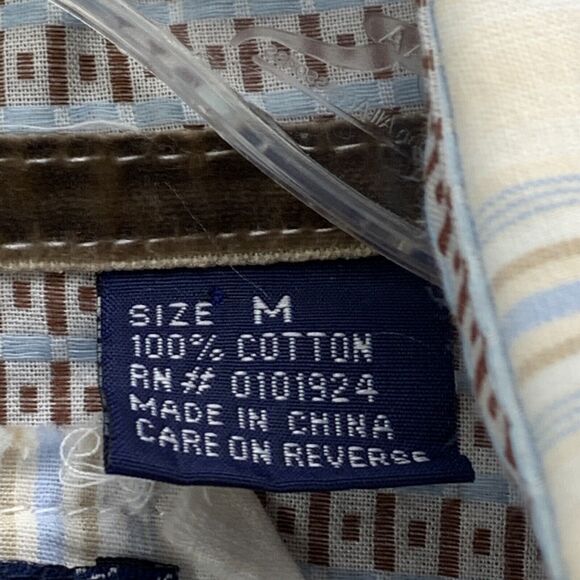 SIZE M
100% COTTON
RN# 0101924
MADE IN CHINA
CARE ON REVERSE